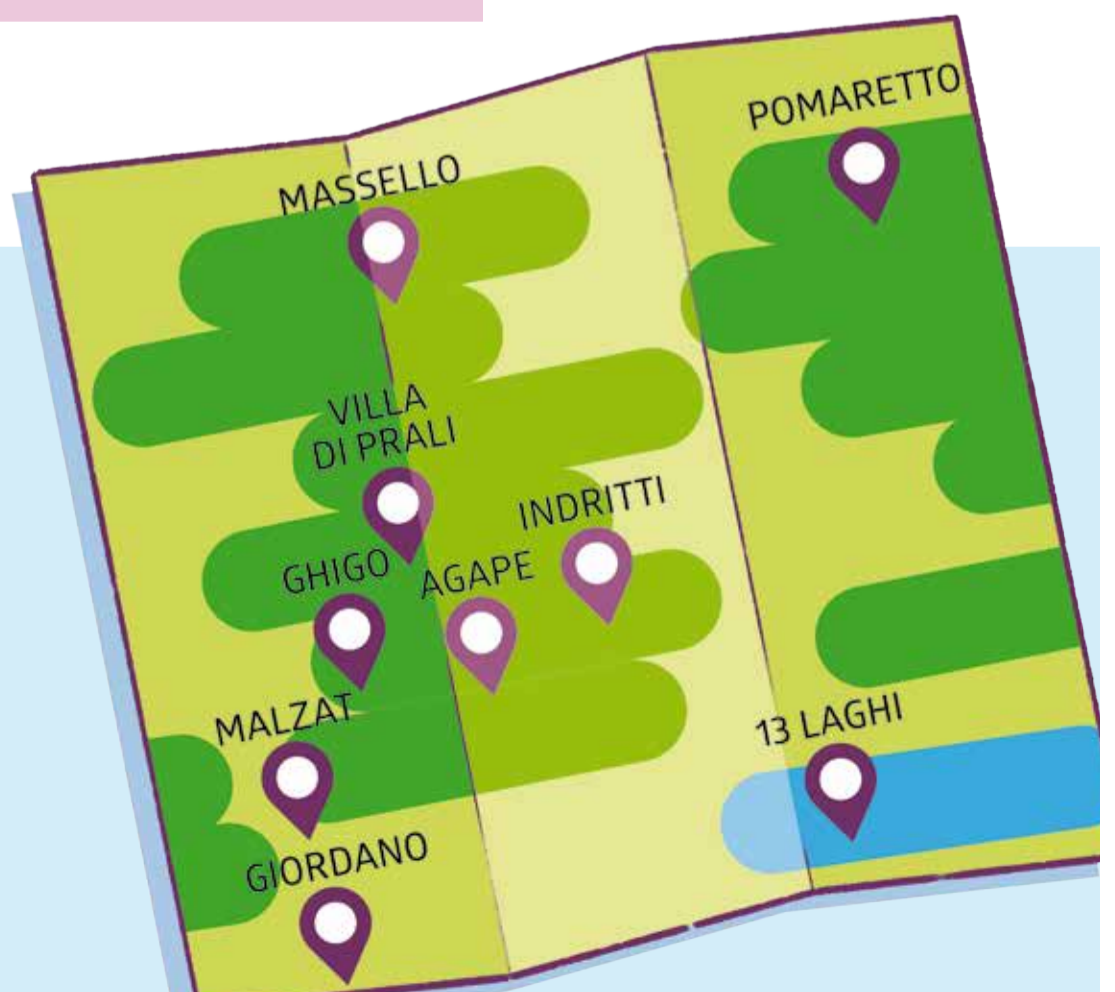 POMARETTO
MASSELLO
VILLA
DI PRALI
INDRITTI
GHIGO
AGAPE
MALZAT
13 LAGHI
GIORDANO